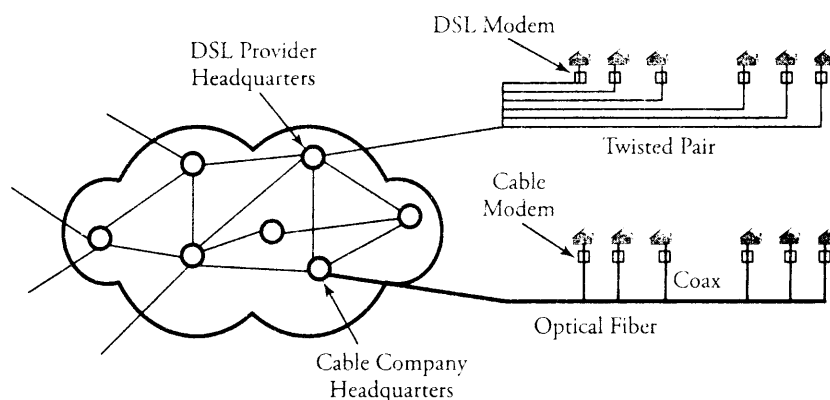 DSL Modem
DSL Provider
Headquarters
Twisted Pair
Cable
Modem
Coax
Optical Fiber
Cable Company
Headquarters